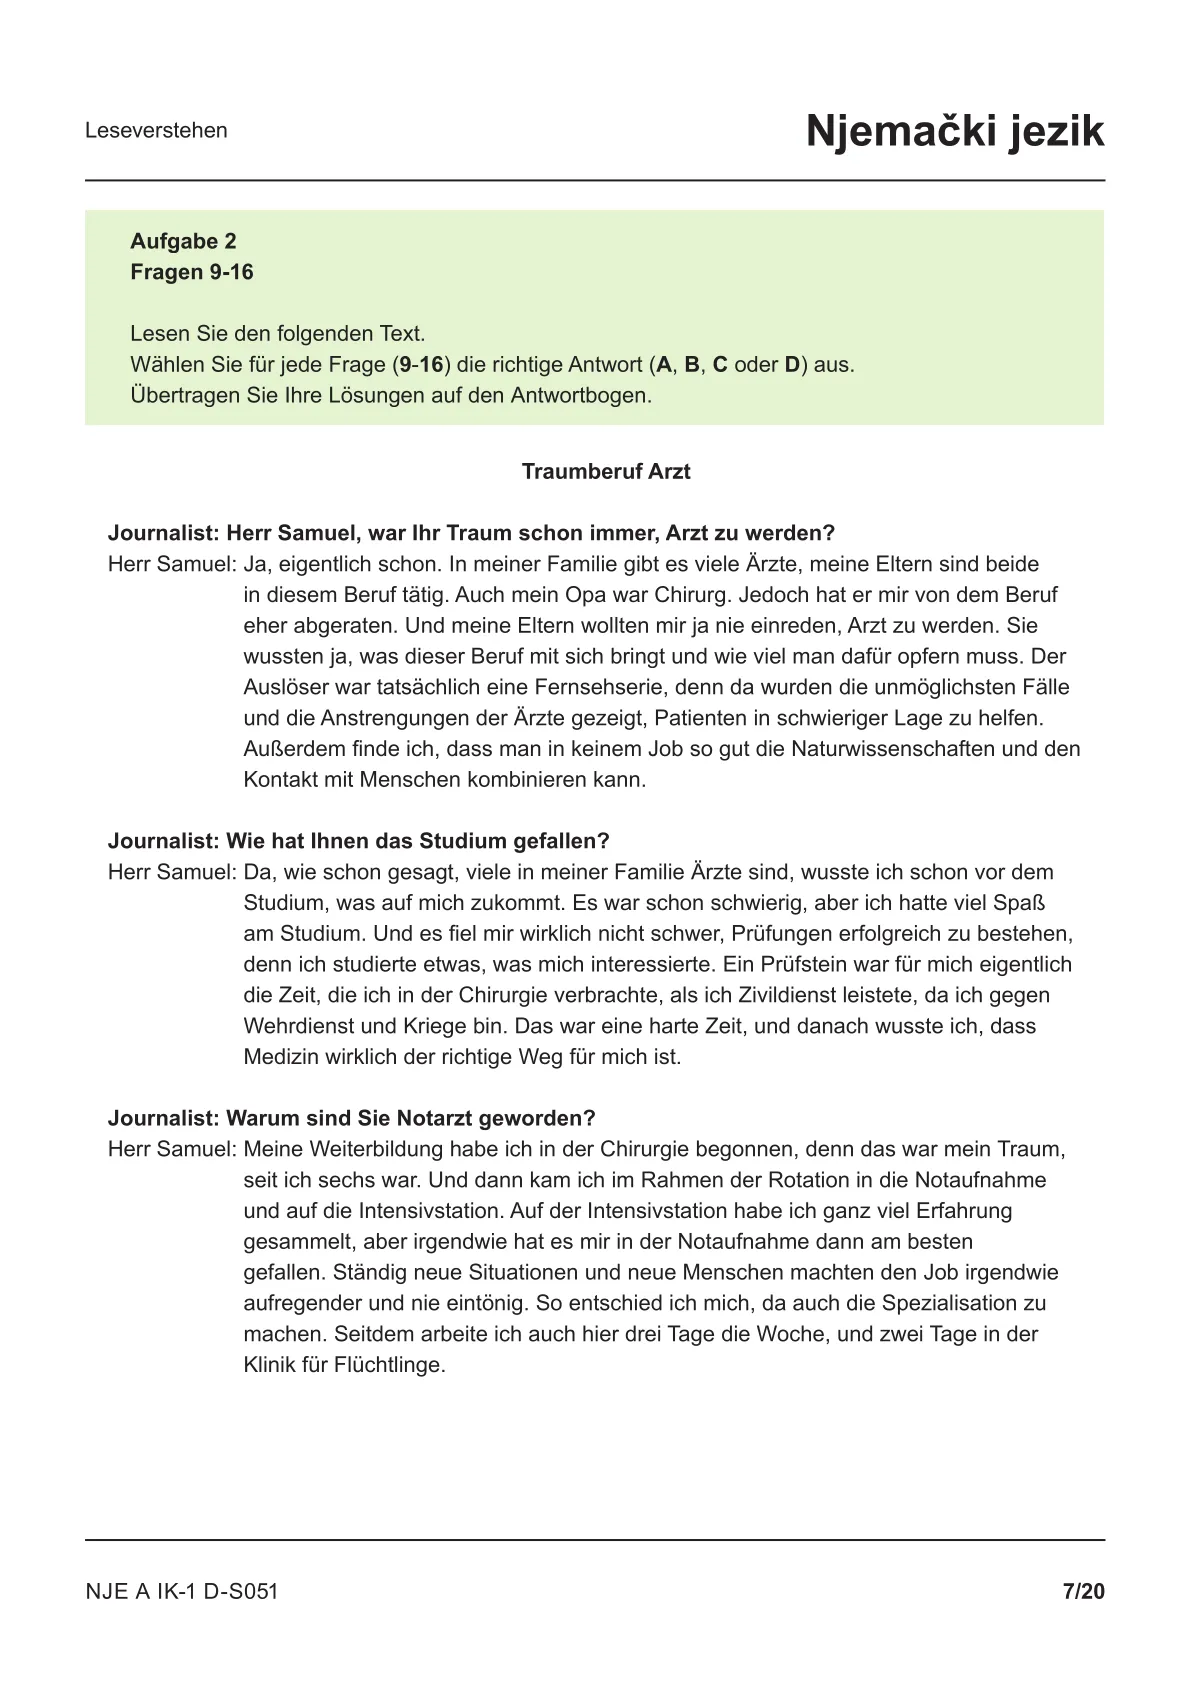 Leseverstehen
Njemački jezik
Aufgabe 2
Fragen 9-16
Lesen Sie den folgenden Text.
Wählen Sie für jede Frage (9-16) die richtige Antwort (A, B, C oder D) aus.
Übertragen Sie Ihre Lösungen auf den Antwortbogen.
Traumberuf Arzt
Journalist: Herr Samuel, war Ihr Traum schon immer, Arzt zu werden?
Herr Samuel: Ja, eigentlich schon. In meiner Familie gibt es viele Ärzte, meine Eltern sind beide
in diesem Beruf tätig. Auch mein Opa war Chirurg. Jedoch hat er mir von dem Beruf
eher abgeraten. Und meine Eltern wollten mir ja nie einreden, Arzt zu werden. Sie
wussten ja, was dieser Beruf mit sich bringt und wie viel man dafür opfern muss. Der
Auslöser war tatsächlich eine Fernsehserie, denn da wurden die unmöglichsten Fälle
und die Anstrengungen der Ärzte gezeigt, Patienten in schwieriger Lage zu helfen.
Außerdem finde ich, dass man in keinem Job so gut die Naturwissenschaften und den
Kontakt mit Menschen kombinieren kann.
Journalist: Wie hat Ihnen das Studium gefallen?
Herr Samuel: Da, wie schon gesagt, viele in meiner Familie Ärzte sind, wusste ich schon vor dem
Studium, was auf mich zukommt. Es war schon schwierig, aber ich hatte viel Spaß
am Studium. Und es fiel mir wirklich nicht schwer, Prüfungen erfolgreich zu bestehen,
denn ich studierte etwas, was mich interessierte. Ein Prüfstein war für mich eigentlich
die Zeit, die ich in der Chirurgie verbrachte, als ich Zivildienst leistete, da ich gegen
Wehrdienst und Kriege bin. Das war eine harte Zeit, und danach wusste ich, dass
Medizin wirklich der richtige Weg für mich ist.
Journalist: Warum sind Sie Notarzt geworden?
Herr Samuel: Meine Weiterbildung habe ich in der Chirurgie begonnen, denn das war mein Traum,
seit ich sechs war. Und dann kam ich im Rahmen der Rotation in die Notaufnahme
und auf die Intensivstation. Auf der Intensivstation habe ich ganz viel Erfahrung
gesammelt, aber irgendwie hat es mir in der Notaufnahme dann am besten
gefallen. Ständig neue Situationen und neue Menschen machten den Job irgendwie
aufregender und nie eintönig. So entschied ich mich, da auch die Spezialisation zu
machen. Seitdem arbeite ich auch hier drei Tage die Woche, und zwei Tage in der
Klinik für Flüchtlinge.
NJE A IK-1 D-S051
7/20